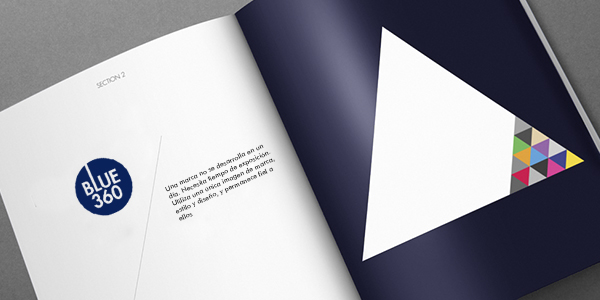 SECTION 2
BLUE
360
Una marca no se desarrolla en un
día. Necesita tiempo de exposición.
Utiliza una única imagen de marca,
estilo y diseño, y permanece fiel a
ellos.